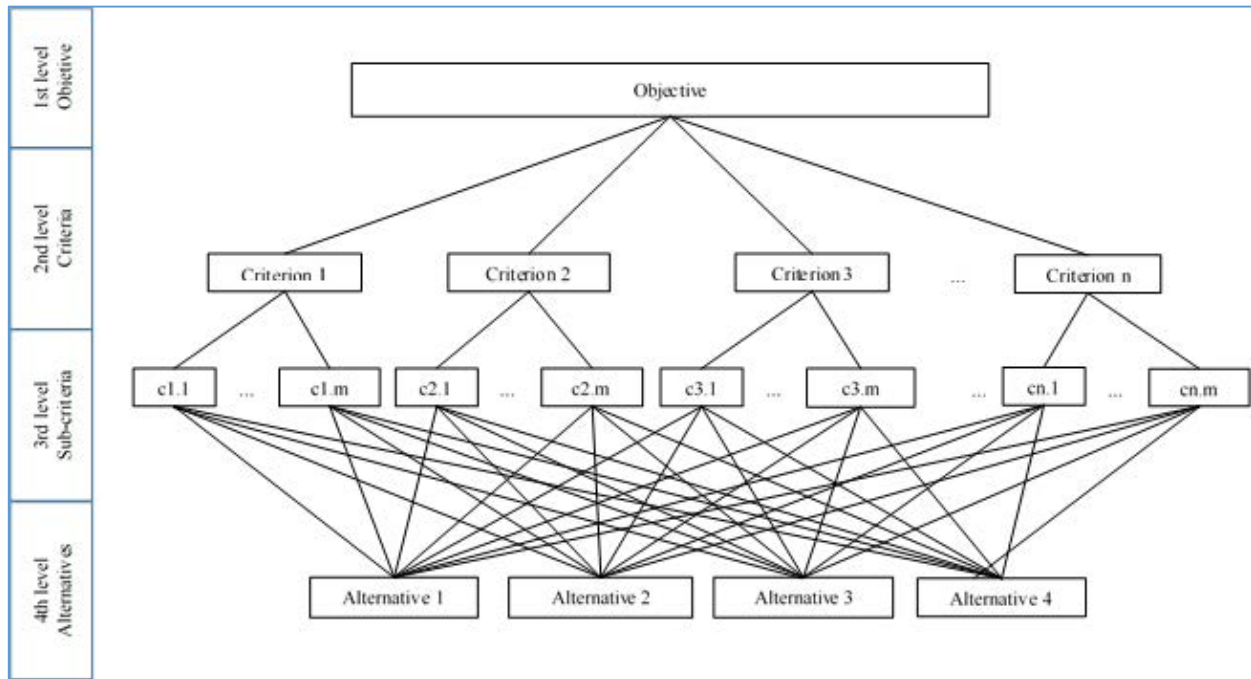 1st level
Objetive
Objective
2nd level
Criteria
Criterion 1
Criterion 2
Criterion 3
...
Criterion n
3rd level
Sub-criteria
c1.1
...
c1.m
c2.1
...
c2.m
c3.1
...
c3.m
...
cn.1
...
cn.m
4th level
Alternatives
Alternative 1
Alternative 2
Alternative 3
Alternative 4